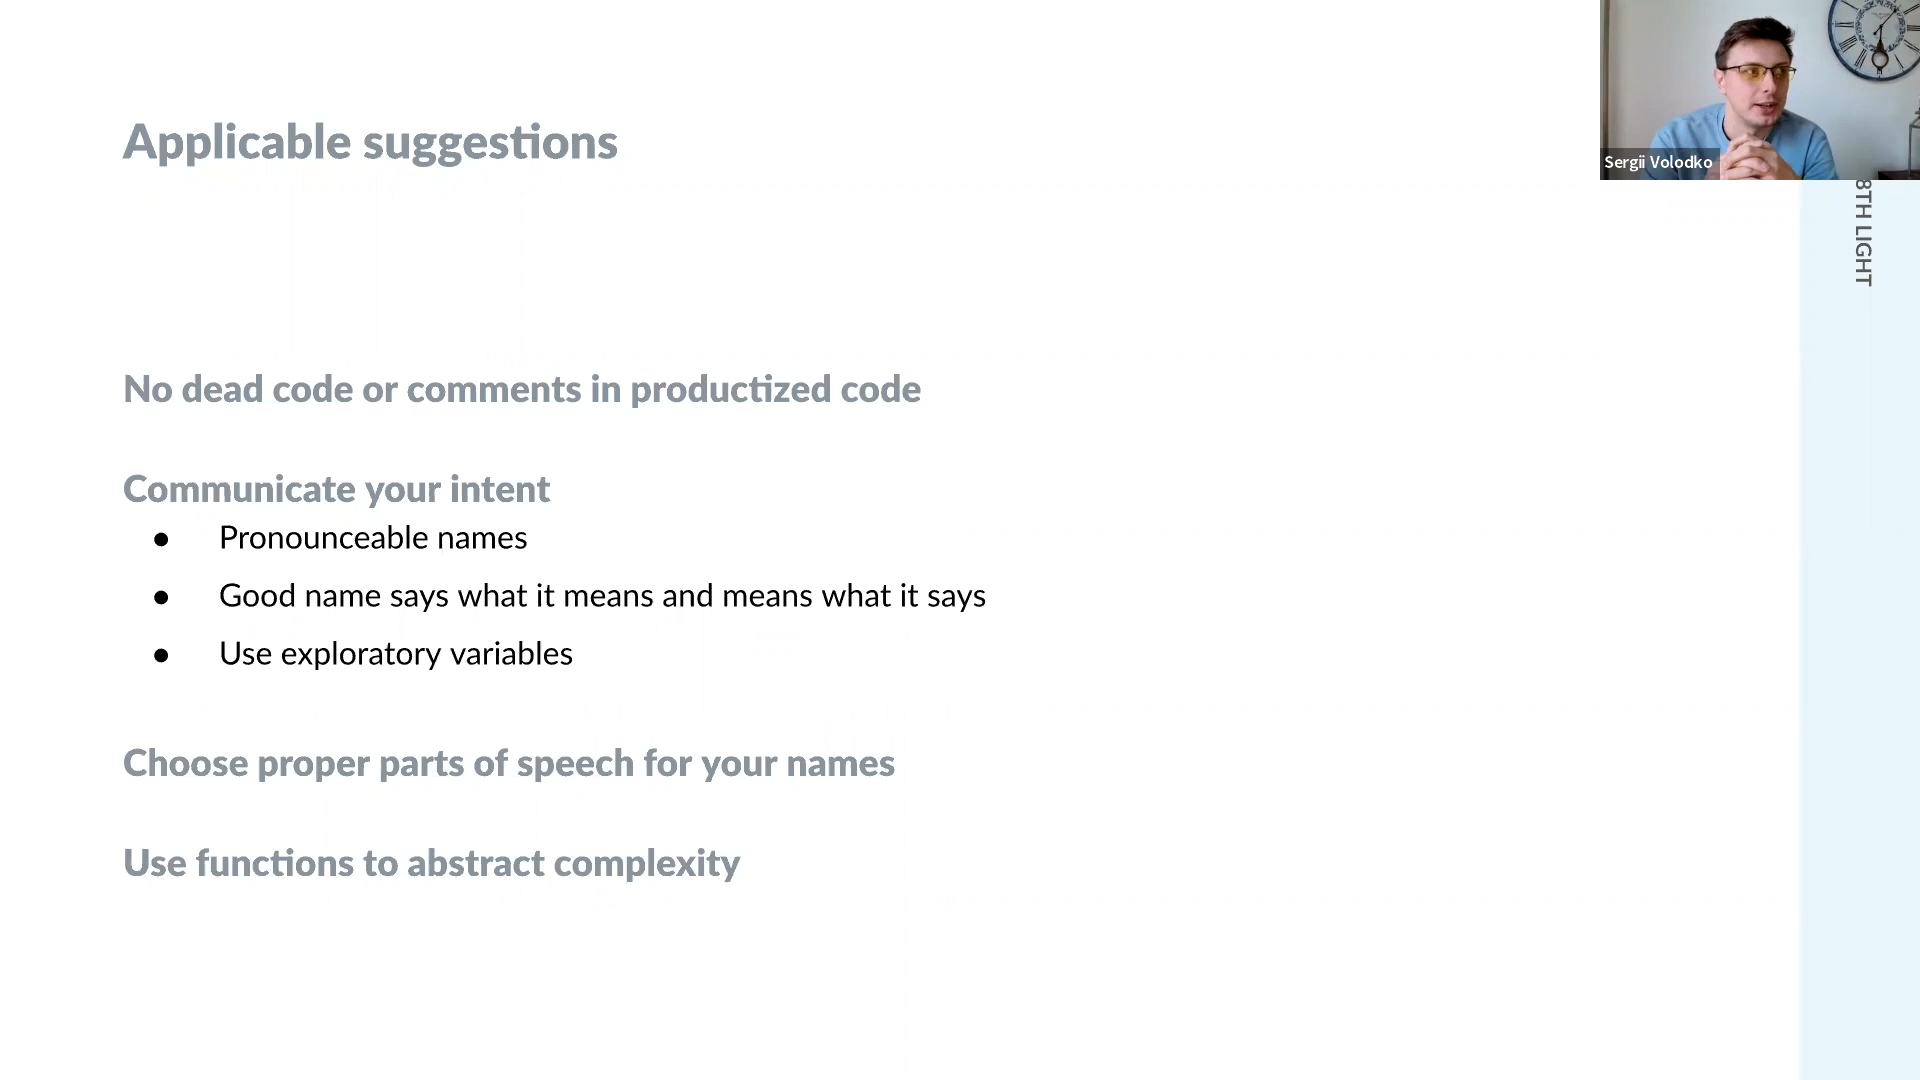 Applicable suggestions
Sergii Volodko
8TH LIGHT
No dead code or comments in productized code
Communicate your intent
● Pronounceable names
● Good name says what it means and means what it says
● Use exploratory variables
Choose proper parts of speech for your names
Use functions to abstract complexity